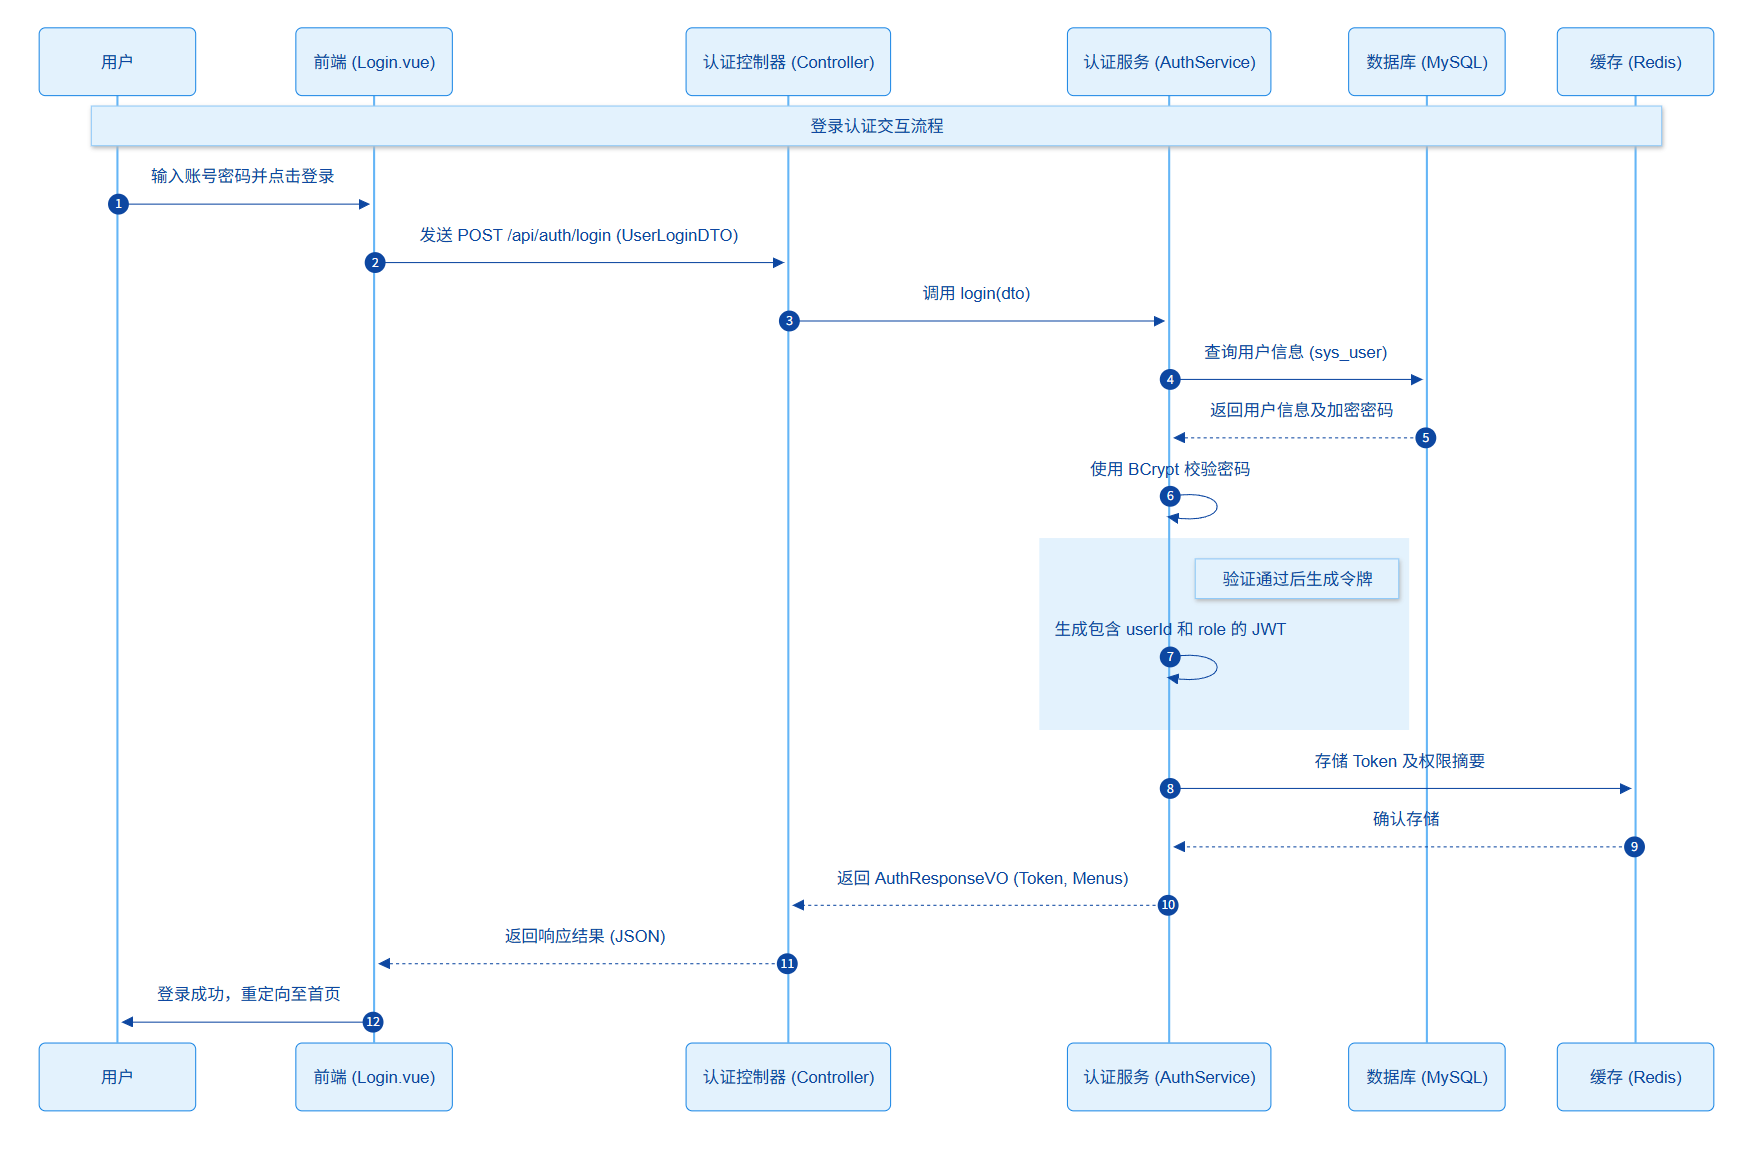 用户
前端 (Login.vue)
认证控制器 (Controller)
认证服务 (AuthService)
数据库 (MySQL)
缓存 (Redis)
登录认证交互流程
输入账号密码并点击登录
1
发送 POST /api/auth/login (UserLoginDTO)
2
调用 login(dto)
3
查询用户信息 (sys_user)
4
返回用户信息及加密密码
5
使用 BCrypt 校验密码
6
验证通过后生成令牌
生成包含 userId 和 role 的 JWT
7
存储 Token 及权限摘要
8
确认存储
9
返回 AuthResponseVO (Token, Menus)
10
返回响应结果 (JSON)
11
登录成功，重定向至首页
12
用户
前端 (Login.vue)
认证控制器 (Controller)
认证服务 (AuthService)
数据库 (MySQL)
缓存 (Redis)